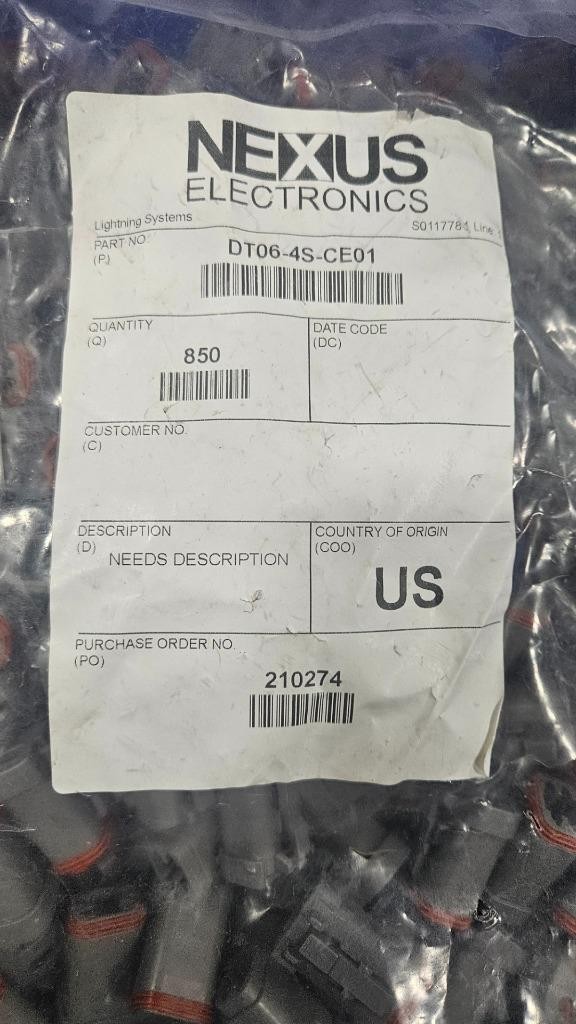 NEXUS
ELECTRONICS
Lightning Systems
Line
PART NO.
(P)
DT06-4S-CE01
QUANTITY
(Q)
850
DATE CODE
(DC)
CUSTOMER NO.
(C)
DESCRIPTION
(D)
NEEDS DESCRIPTION
COUNTRY OF ORIGIN
(COO)
US
PURCHASE ORDER NO.
(PO)
210274